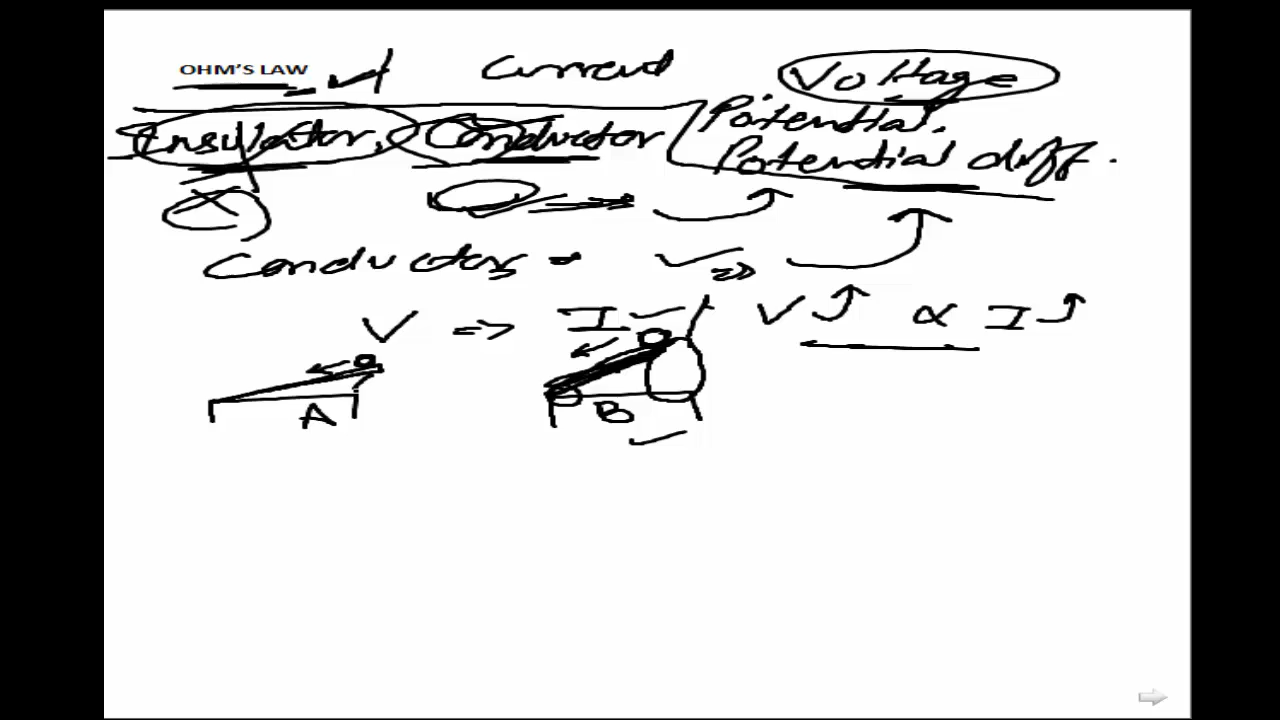 OHM'S LAW Current Voltage
Insulator, Conductor Potential.
Potential diff.
Conductors -
V => I V ∝ I
A B